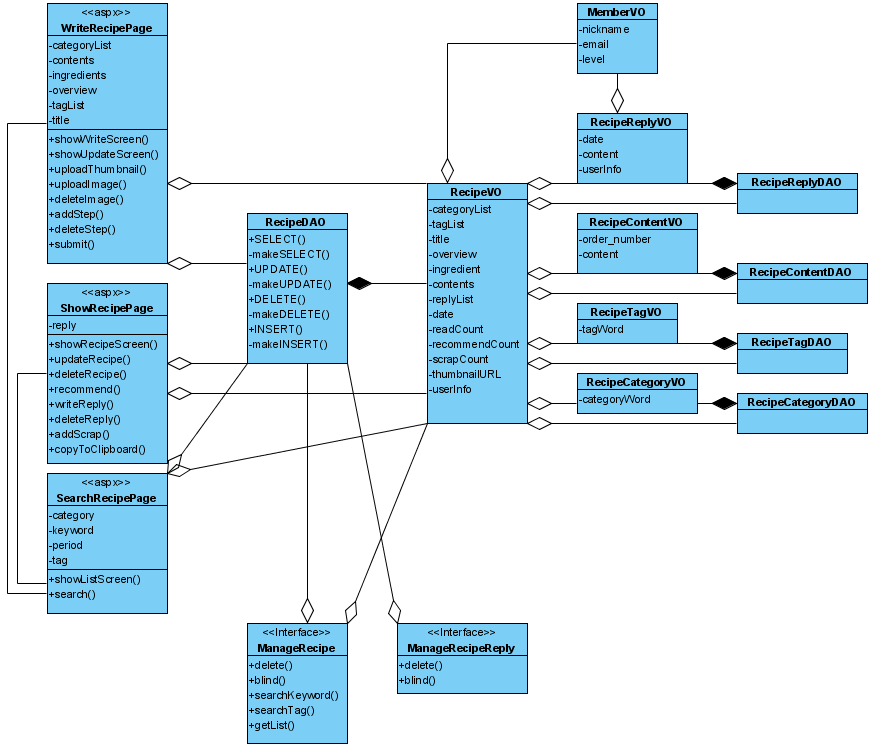 <<aspx>>
WriteRecipePage
-categoryList
-contents
-ingredients
-overview
-tagList
-title
+showWriteScreen()
+showUpdateScreen()
+uploadThumbnail()
+uploadImage()
+deleteImage()
+addStep()
+deleteStep()
+submit()
<<aspx>>
ShowRecipePage
-reply
+showRecipeScreen()
+updateRecipe()
+deleteRecipe()
+recommend()
+writeReply()
+deleteReply()
+addScrap()
+copyToClipboard()
<<aspx>>
SearchRecipePage
-category
-keyword
-period
-tag
+showListScreen()
+search()
RecipeDAO
+SELECT()
-makeSELECT()
+UPDATE()
-makeUPDATE()
+DELETE()
-makeDELETE()
+INSERT()
-makeINSERT()
<<Interface>>
ManageRecipe
+delete()
+blind()
+searchKeyword()
+searchTag()
+getList()
<<Interface>>
ManageRecipeReply
+delete()
+blind()
RecipeVO
-categoryList
-tagList
-title
-overview
-ingredient
-contents
-replyList
-date
-readCount
-recommendCount
-scrapCount
-thumbnailURL
-userInfo
MemberVO
-nickname
-email
-level
RecipeReplyVO
-date
-content
-userInfo
RecipeContentVO
-order_number
-content
RecipeTagVO
-tagWord
RecipeCategoryVO
-categoryWord
RecipeReplyDAO
RecipeContentDAO
RecipeTagDAO
RecipeCategoryDAO